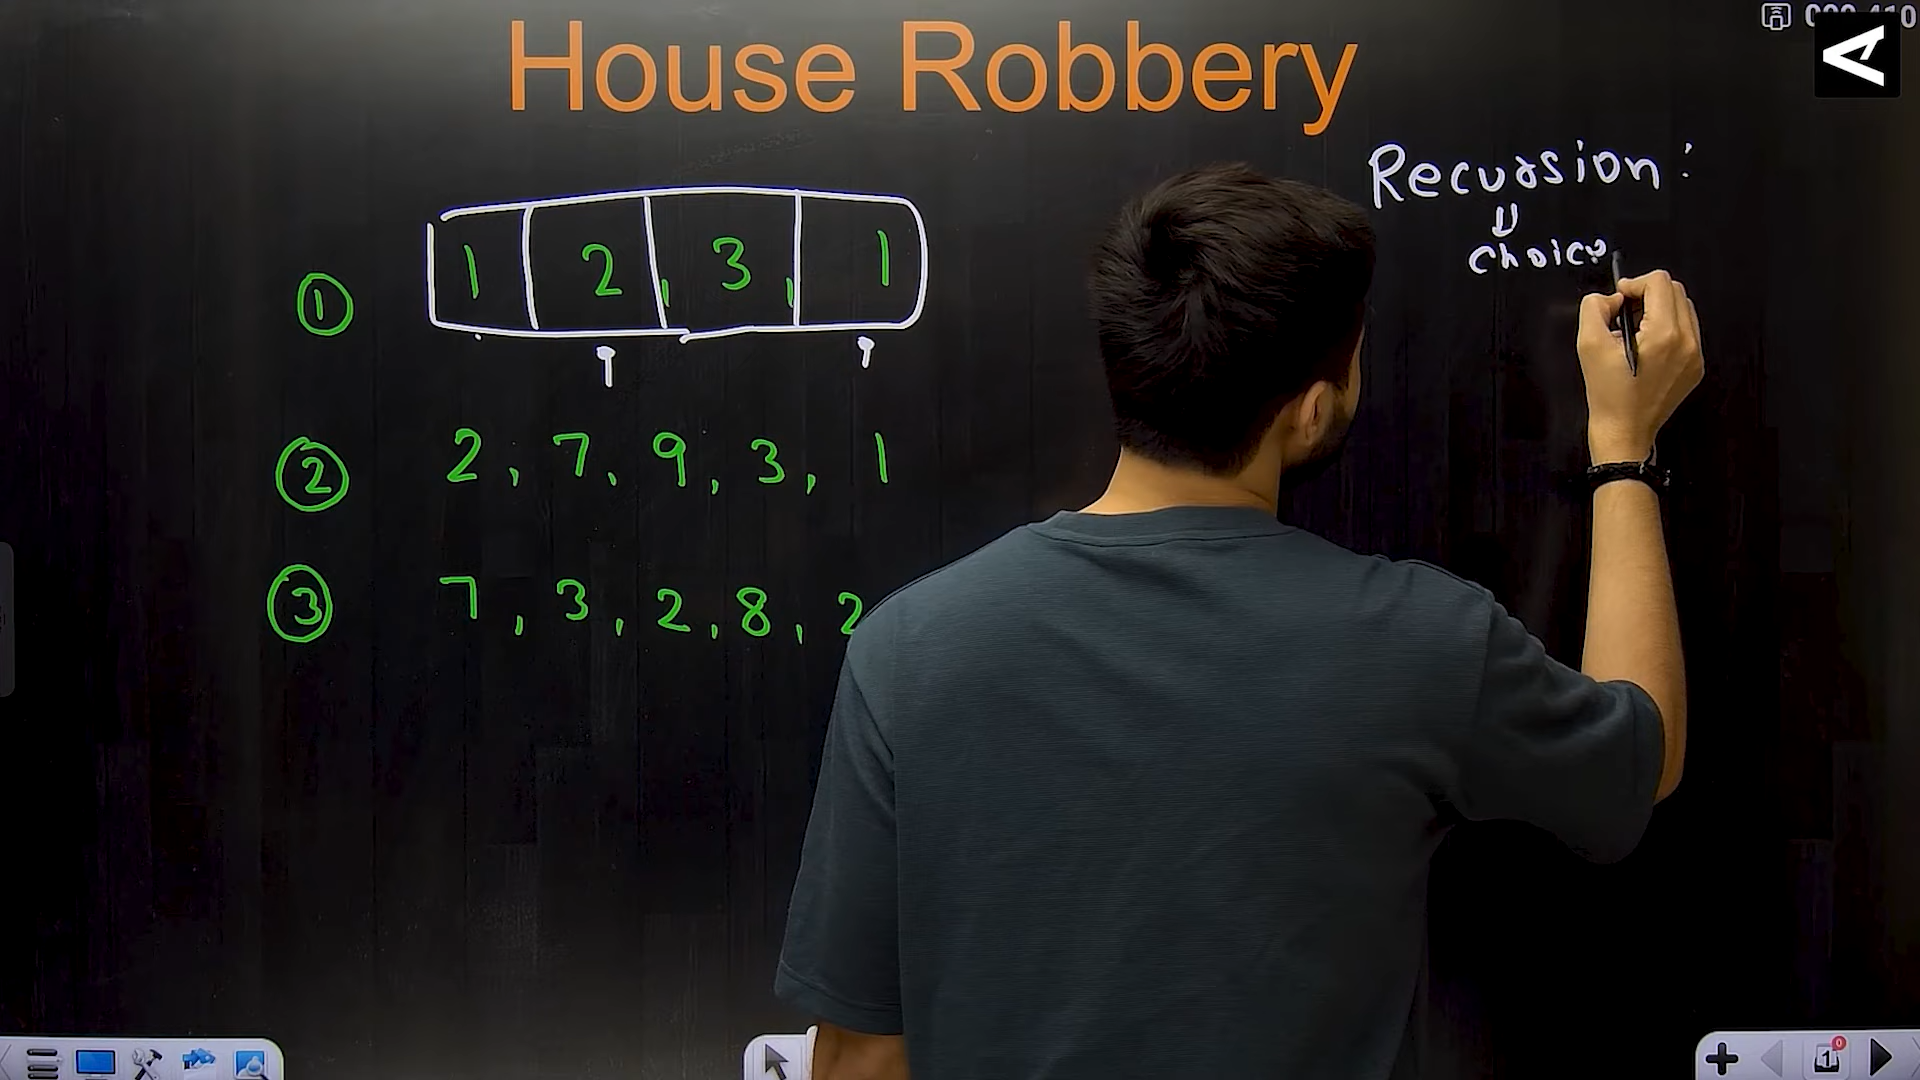 House Robbery
Recursion :
⇓
choice
① 1 2, 3, 1
② 2, 7, 9, 3, 1
③ 7, 3, 2, 8, 2